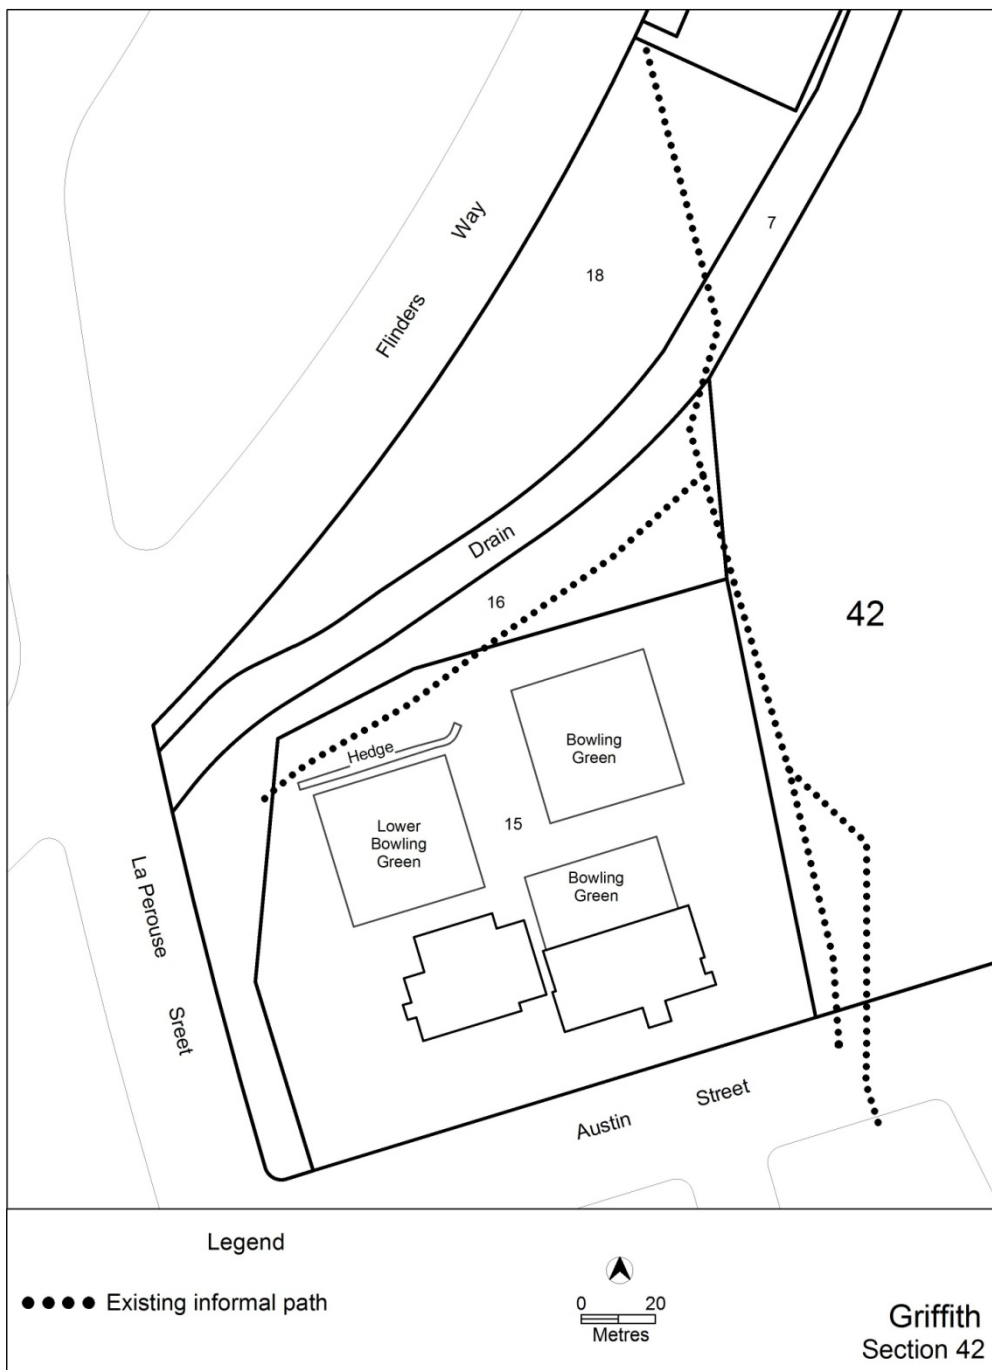 Way
Flinders
18
7
Drain
16
42
Hedge
Bowling
Green
Lower
Bowling
Green
15
Bowling
Green
La Perouse
Sreet
Austin
Street
Legend
Existing informal path
0 20
Metres
Griffith
Section 42